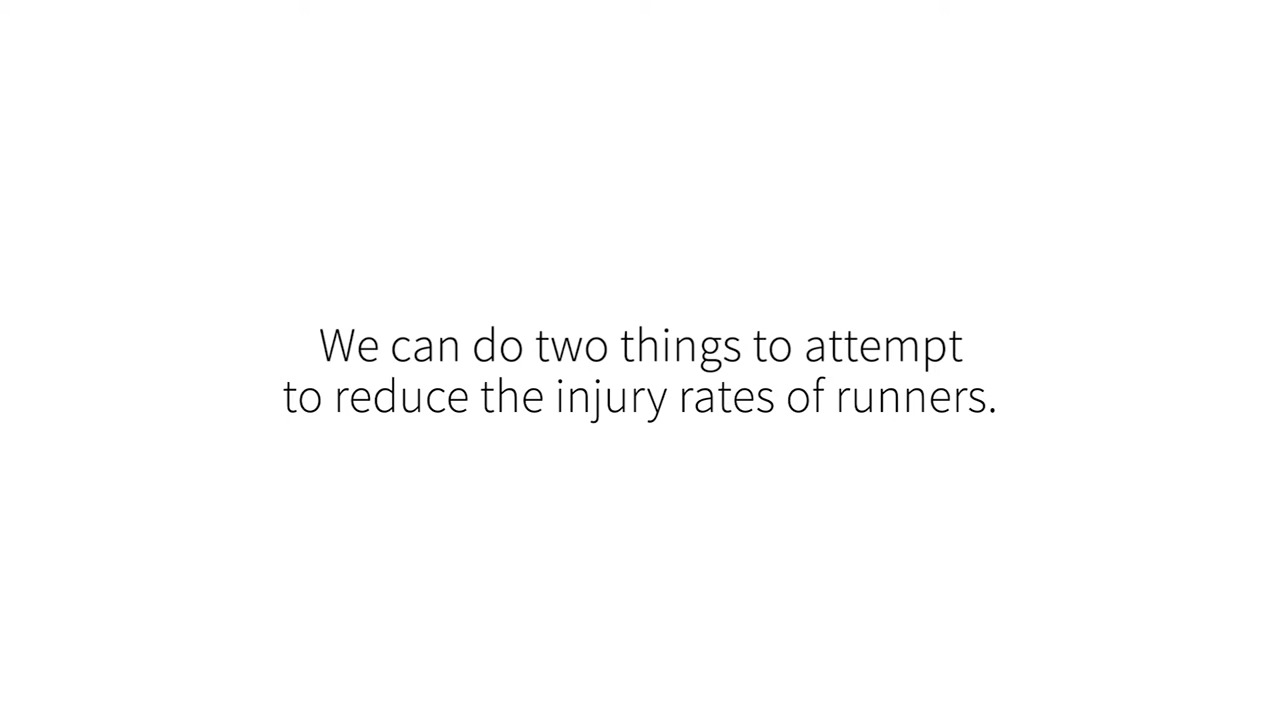 We can do two things to attempt
to reduce the injury rates of runners.